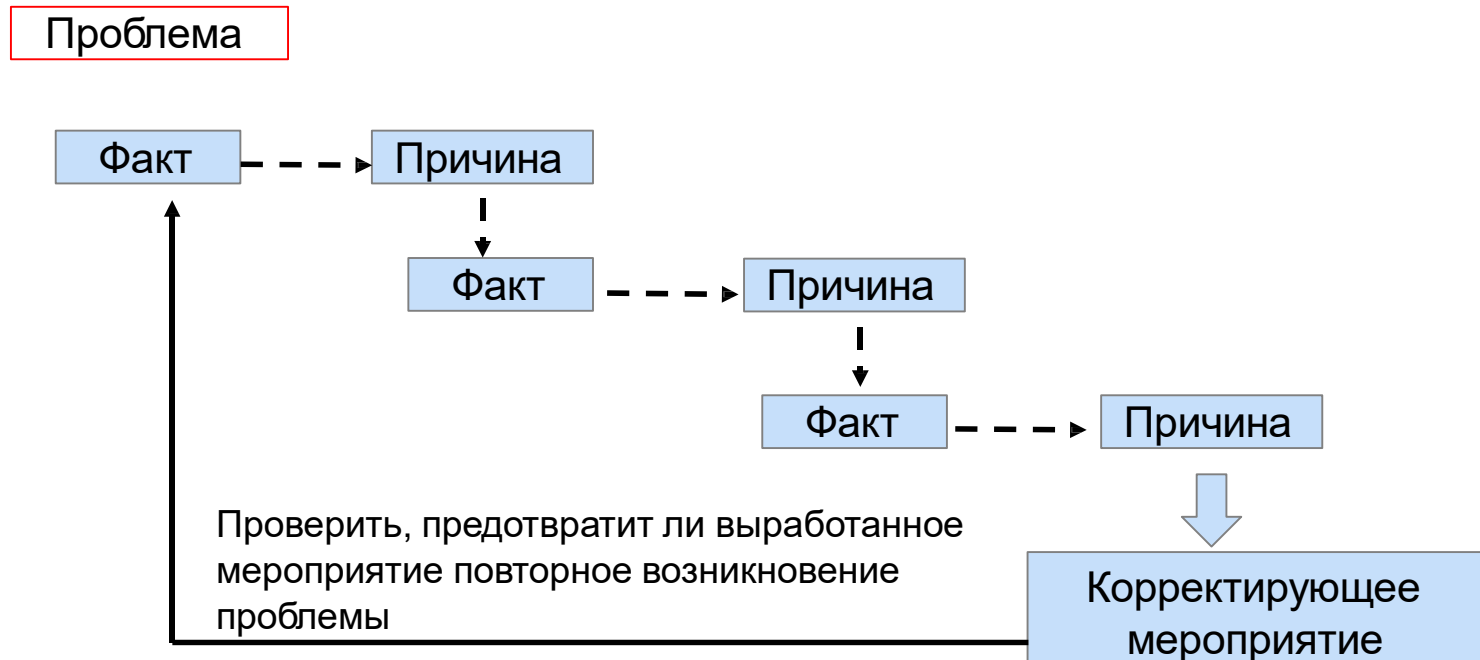 Проблема
Факт
Причина
Факт
Причина
Факт
Причина
Проверить, предотвратит ли выработанное
мероприятие повторное возникновение
проблемы
Корректирующее
мероприятие